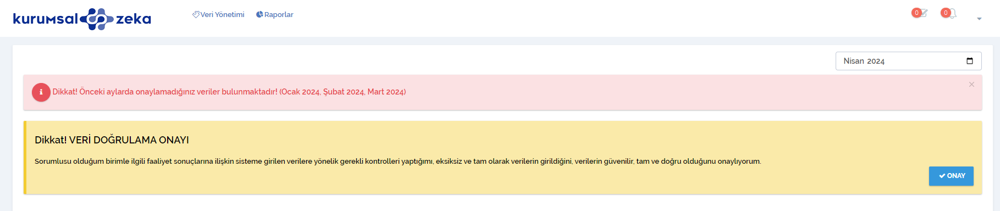 kurumsal zeka
Veri Yönetimi Raporlar
0 0
Nisan 2024
Dikkat! Önceki aylarda onaylamadığınız veriler bulunmaktadır! (Ocak 2024, Şubat 2024, Mart 2024)
Dikkat! VERİ DOĞRULAMA ONAYI
Sorumlusu olduğum birimle ilgili faaliyet sonuçlarına ilişkin sisteme girilen verilere yönelik gerekli kontrolleri yaptığımı, eksiksiz ve tam olarak verilerin girildiğini, verilerin güvenilir, tam ve doğru olduğunu onaylıyorum.
ONAY